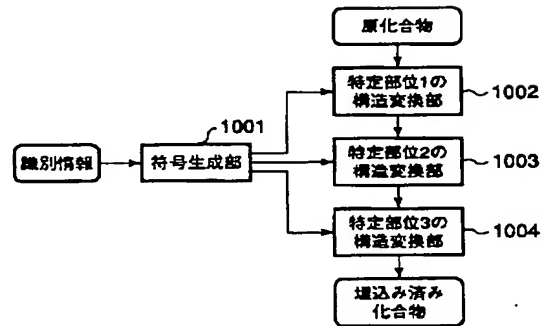 原化合物
特定部位1の
構造変換部
1002
1001
識別情報
符号生成部
特定部位2の
構造変換部
1003
特定部位3の
構造変換部
1004
埋込み済み
化合物